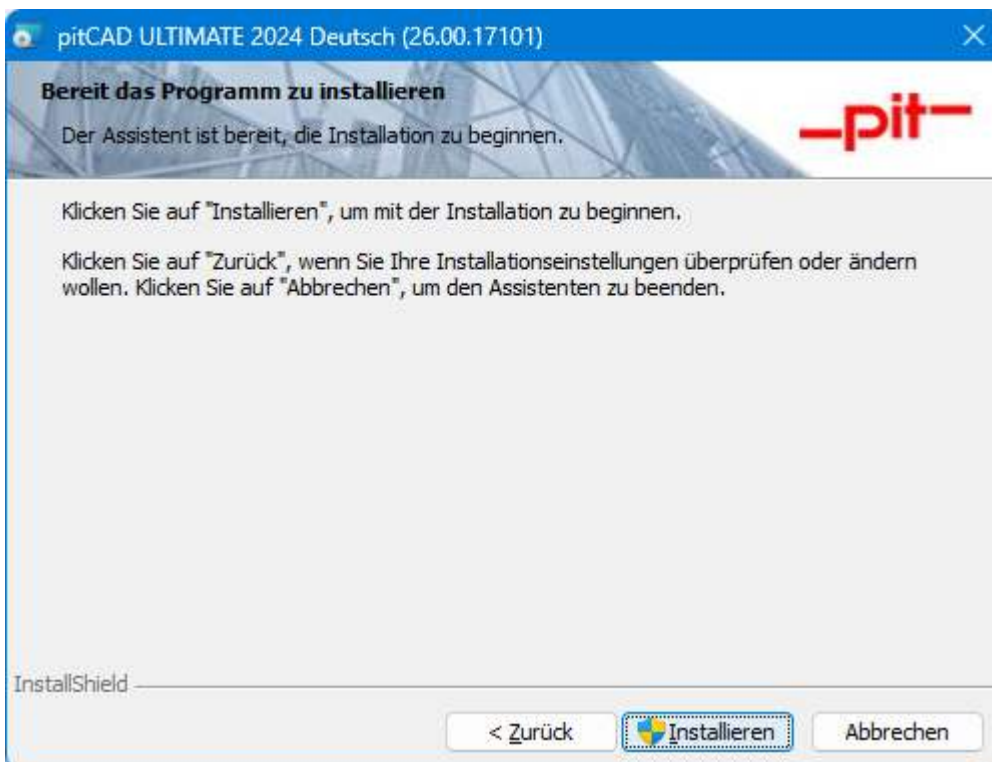 pitCAD ULTIMATE 2024 Deutsch (26.00.17101)
Bereit das Programm zu installieren
Der Assistent ist bereit, die Installation zu beginnen.
pit
Klicken Sie auf "Installieren", um mit der Installation zu beginnen.
Klicken Sie auf "Zurück", wenn Sie Ihre Installationseinstellungen überprüfen oder ändern
wollen. Klicken Sie auf "Abbrechen", um den Assistenten zu beenden.
InstallShield
< Zurück
Installieren
Abbrechen